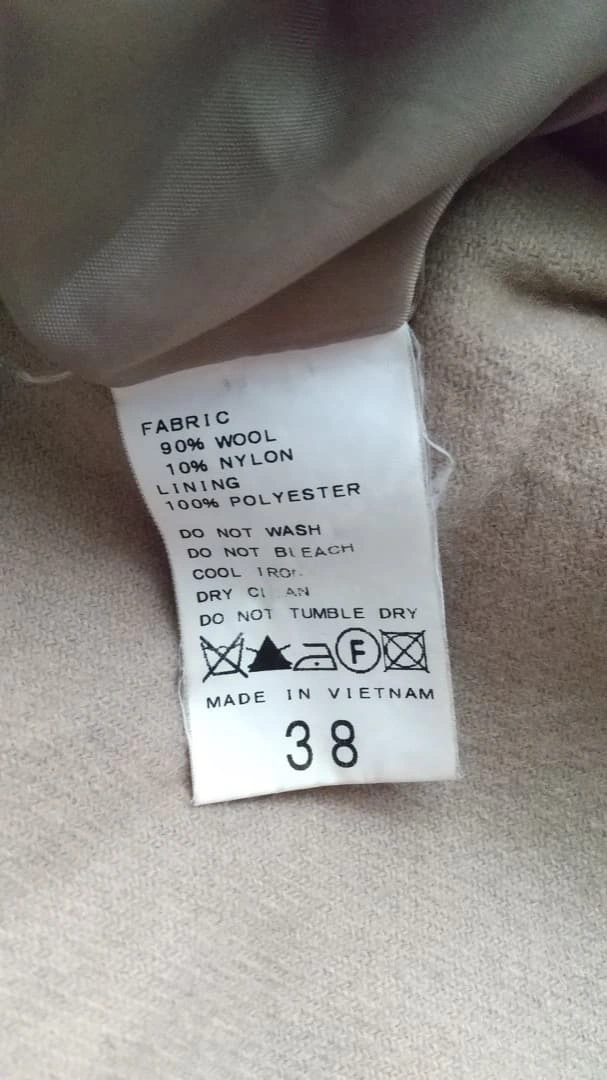 FABRIC
90% WOOL
10% NYLON
LINING
100% POLYESTER
DO NOT WASH
DO NOT BLEACH
COOL IRON
DRY CLEAN
DO NOT TUMBLE DRY
F
MADE IN VIETNAM
38